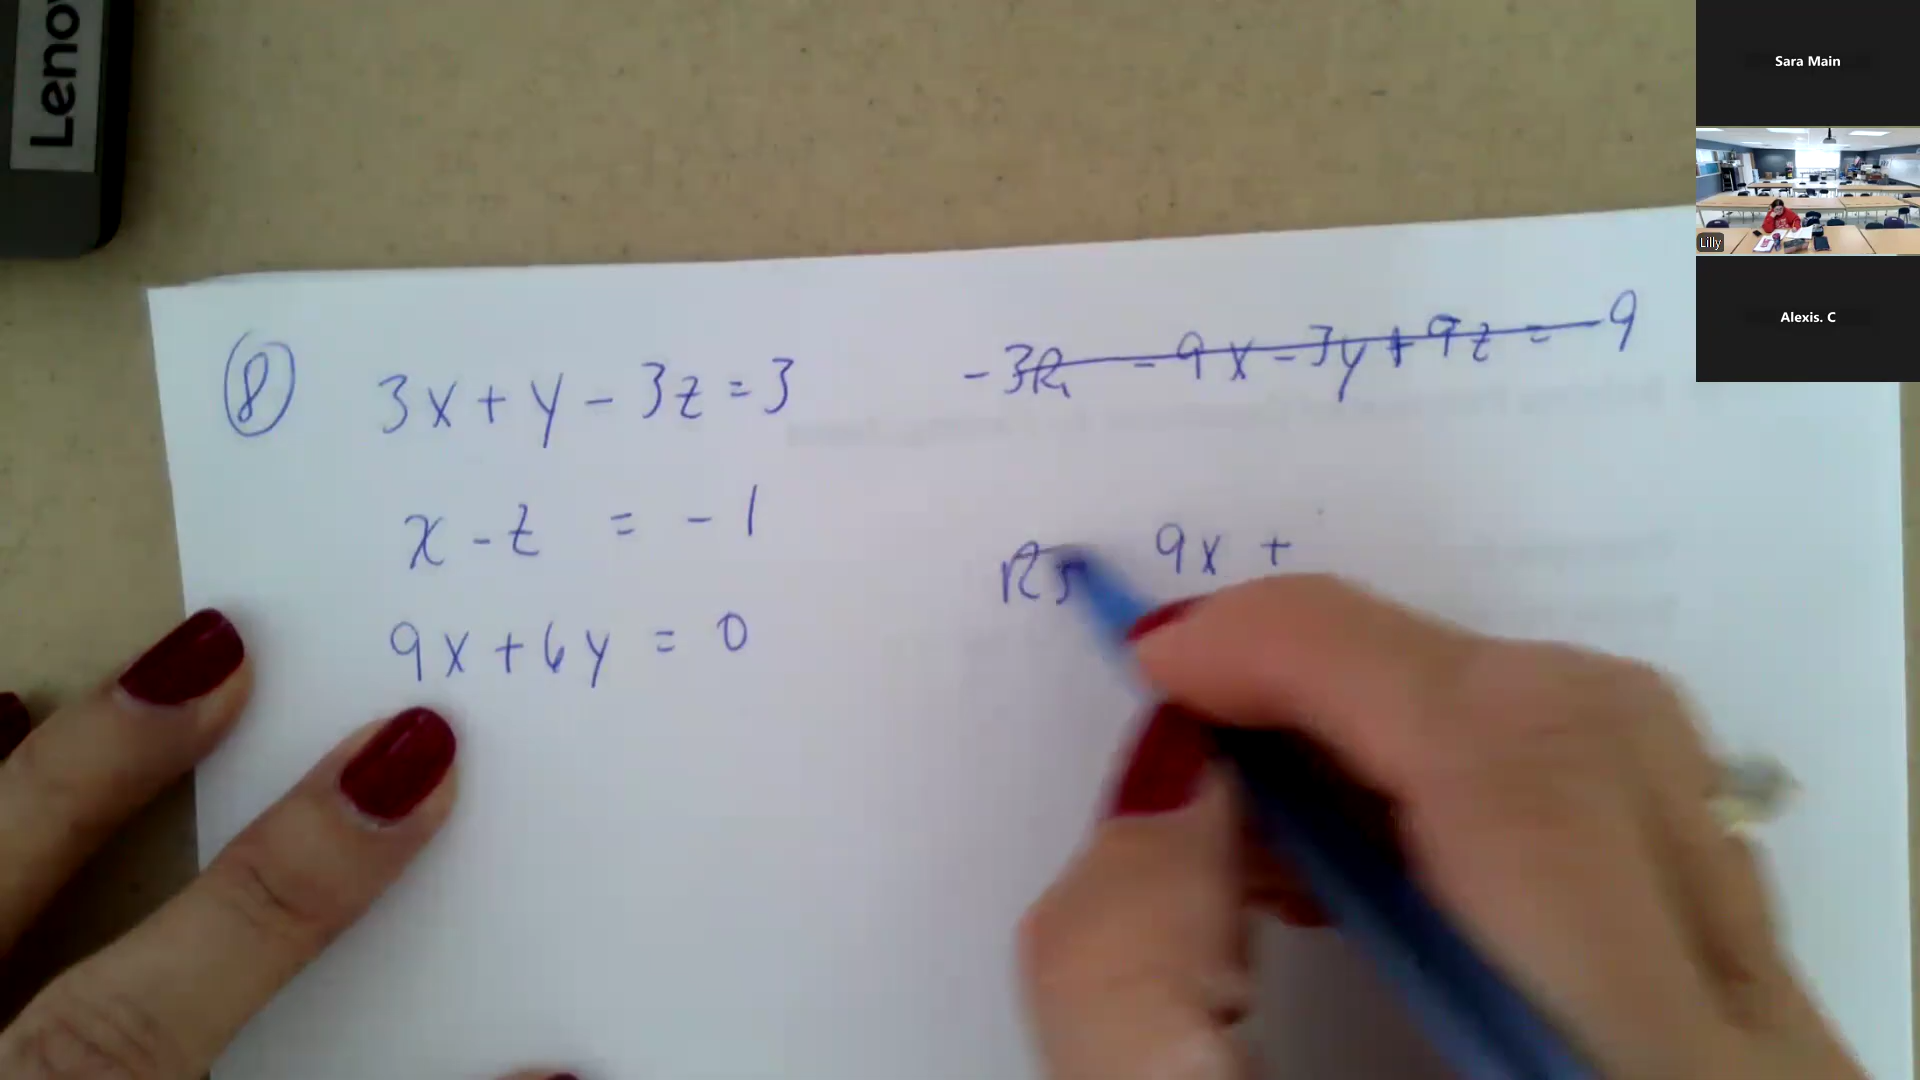 Leno
Sara Main
Lilly
Alexis. C
⑧ 3x + y - 3z = 3
x - z = -1
9x + 6y = 0
-3R₁ -9x - 3y + 9z = -9
9x +